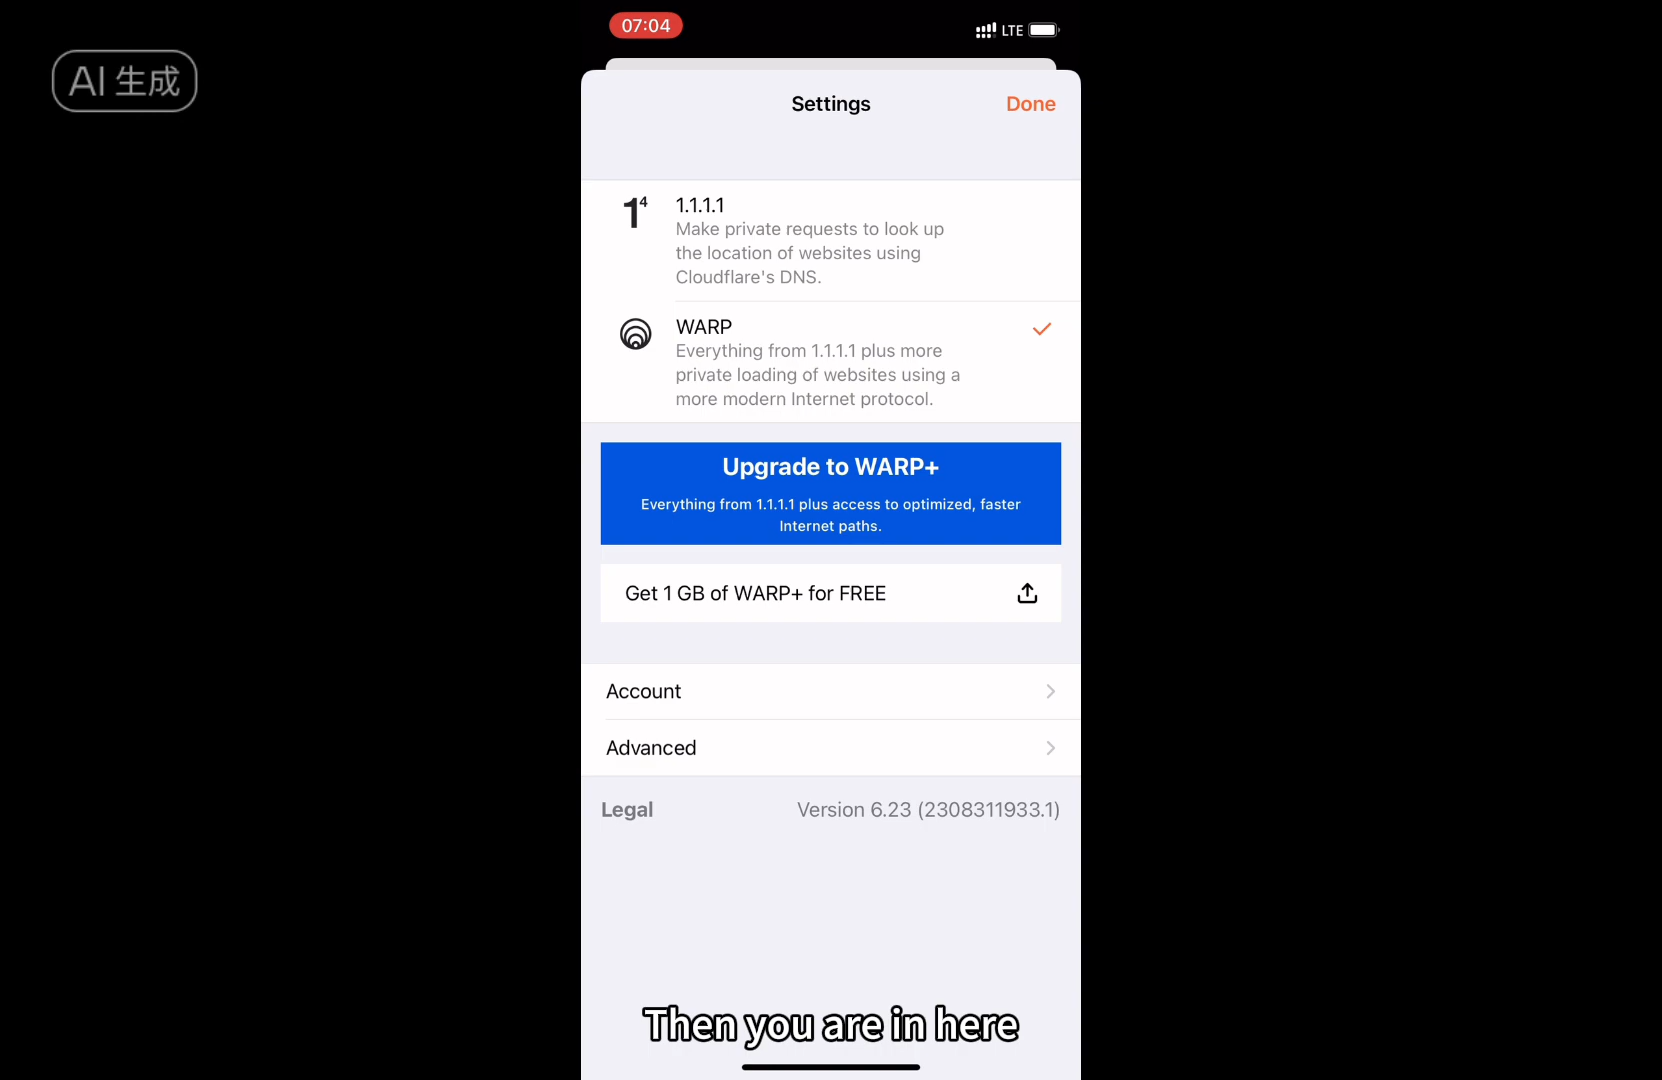 AI 生成
07:04
LTE
Settings
Done
1⁴
1.1.1.1
Make private requests to look up
the location of websites using
Cloudflare's DNS.
WARP
Everything from 1.1.1.1 plus more
private loading of websites using a
more modern Internet protocol.
Upgrade to WARP+
Everything from 1.1.1.1 plus access to optimized, faster
Internet paths.
Get 1 GB of WARP+ for FREE
Account
Advanced
Legal
Version 6.23 (2308311933.1)
Then you are in here